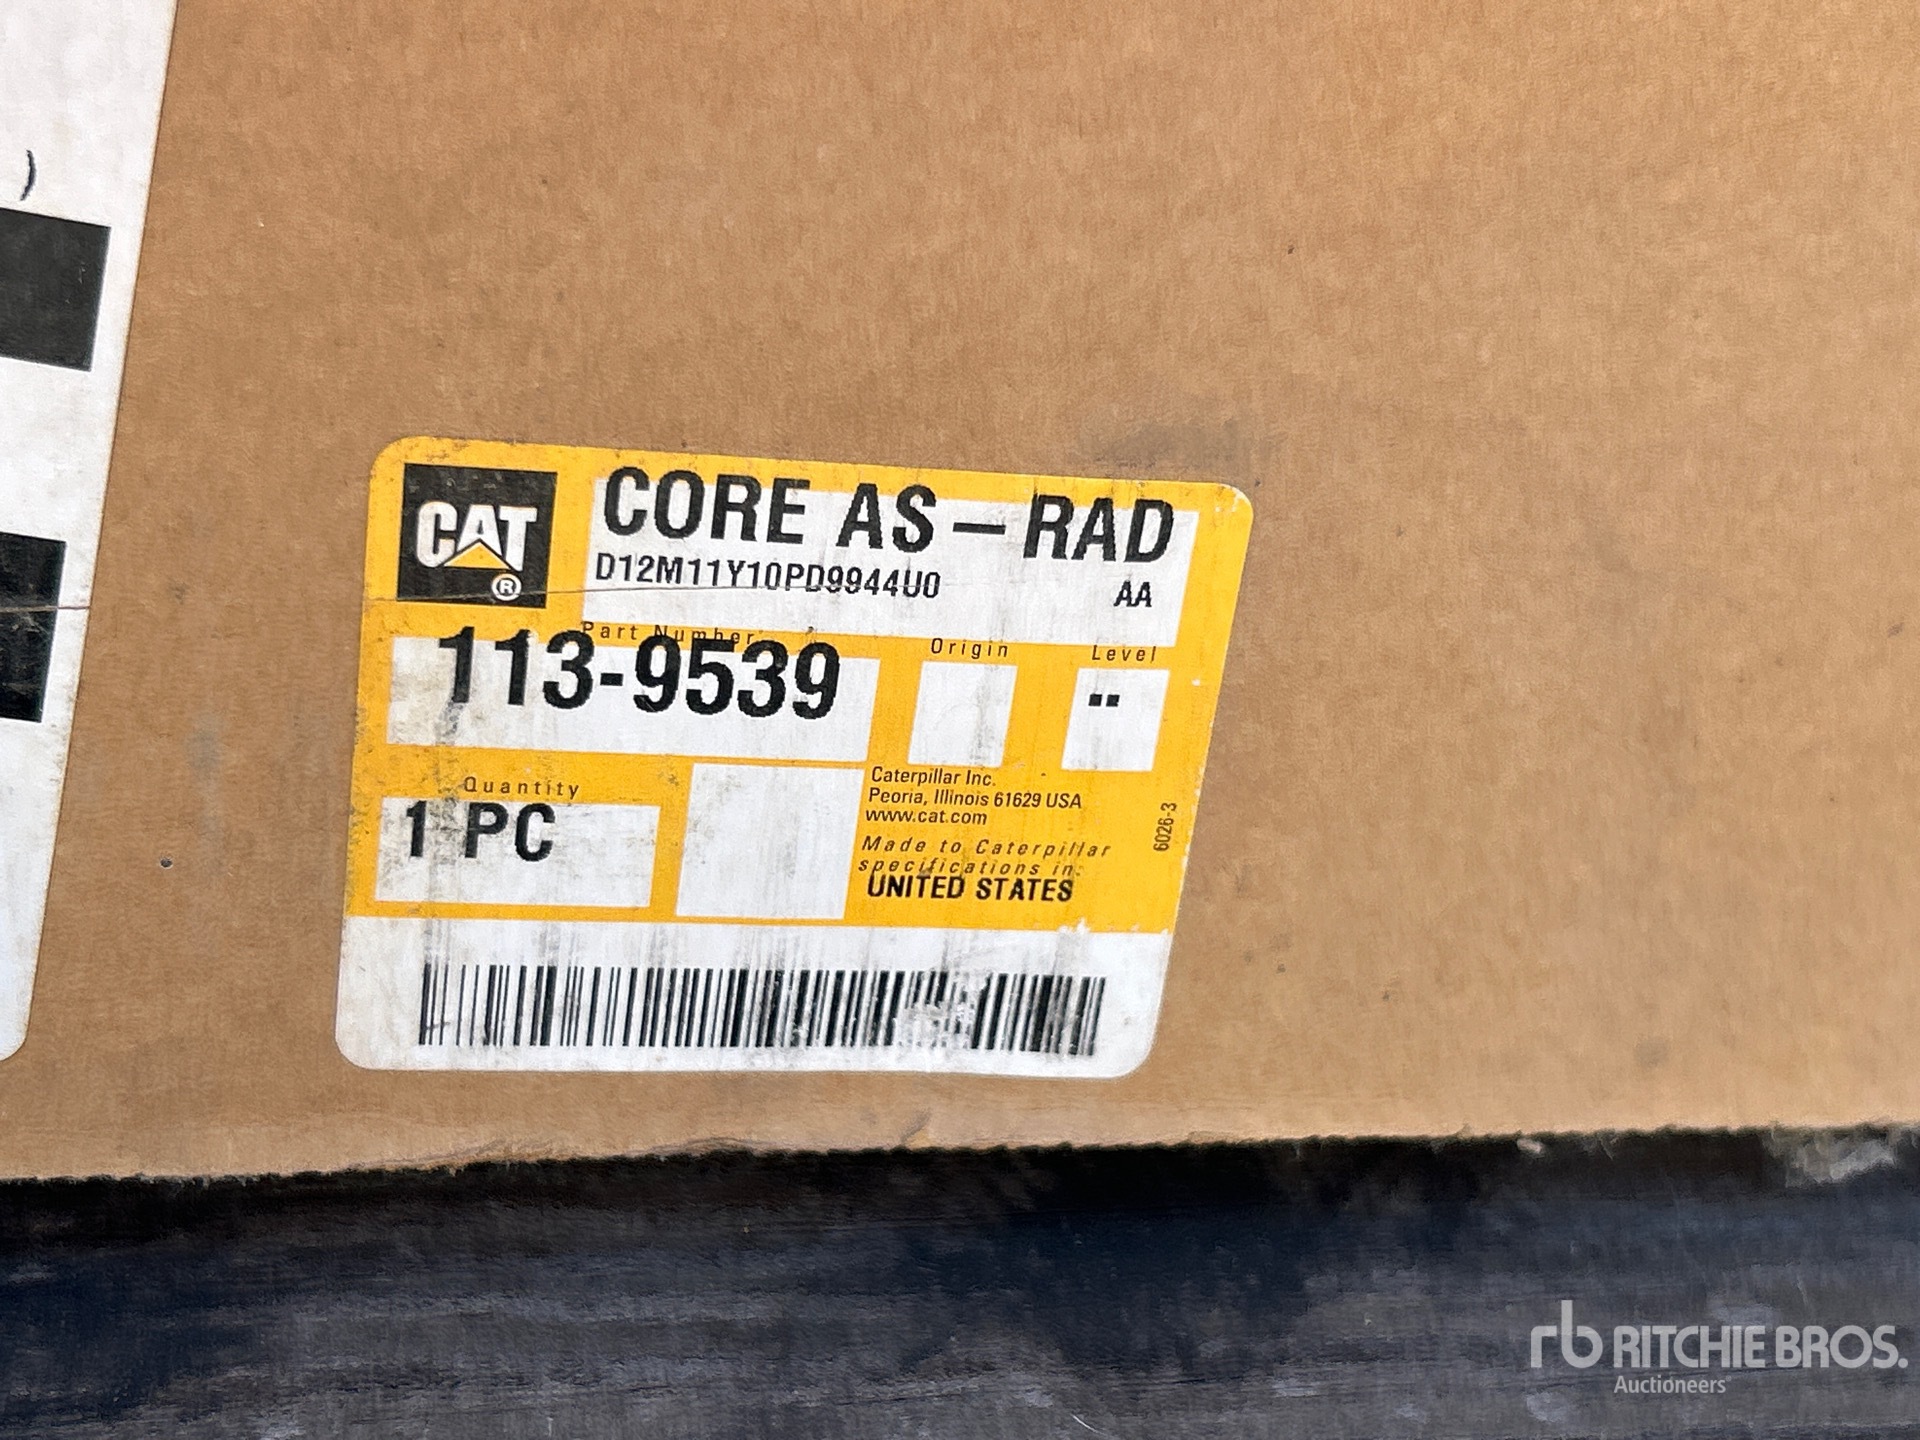 CAT
®
CORE AS - RAD
D12M11Y10PD9944U0 AA
Part Number
113-9539
Origin
Level
"
Quantity
1 PC
Caterpillar Inc.
Peoria, Illinois 61629 USA
www.cat.com
Made to Caterpillar
specifications in:
UNITED STATES
6026-3
rb RITCHIE BROS.
Auctioneers